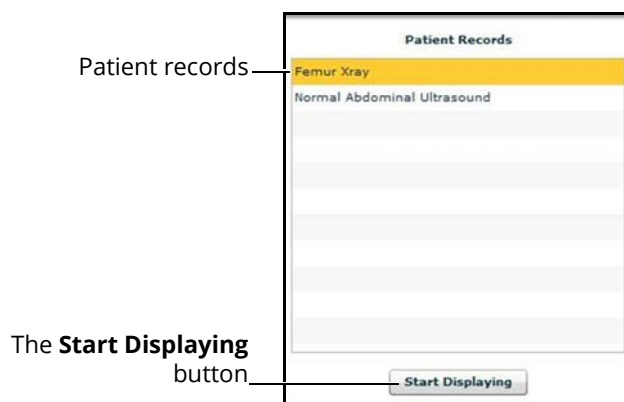 Patient Records
Patient records
Femur Xray
Normal Abdominal Ultrasound
The Start Displaying
button
Start Displaying